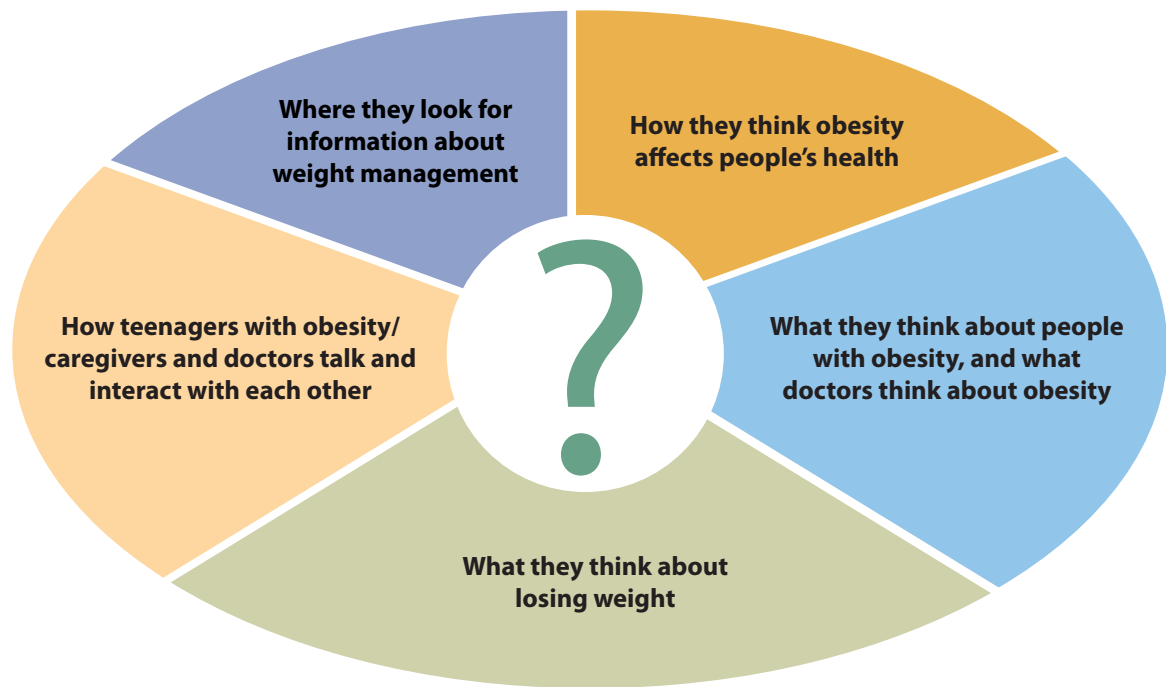 Where they look for
information about
weight management
How they think obesity
affects people’s health
How teenagers with obesity/
caregivers and doctors talk and
interact with each other
?
What they think about people
with obesity, and what
doctors think about obesity
What they think about
losing weight